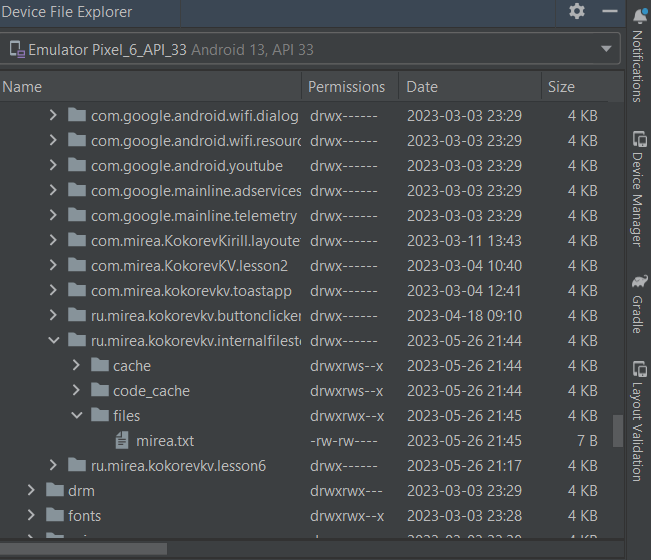 Device File Explorer
Emulator Pixel_6_API_33 Android 13, API 33
Name Permissions Date Size
com.google.android.wifi.dialog drwx------ 2023-03-03 23:29 4 KB
com.google.android.wifi.resourc drwx------ 2023-03-03 23:29 4 KB
com.google.android.youtube drwx------ 2023-03-03 23:29 4 KB
com.google.mainline.adservices drwx------ 2023-03-03 23:29 4 KB
com.google.mainline.telemetry drwx------ 2023-03-03 23:29 4 KB
com.mirea.KokorevKirill.layoute drwx------ 2023-03-11 13:43 4 KB
com.mirea.KokorevKV.lesson2 drwx------ 2023-03-04 10:40 4 KB
com.mirea.kokorevkv.toastapp drwx------ 2023-03-04 12:41 4 KB
ru.mirea.kokorevkv.buttonclicker drwx------ 2023-04-18 09:10 4 KB
ru.mirea.kokorevkv.internalfilesto drwx------ 2023-05-26 21:44 4 KB
cache drwxrws--x 2023-05-26 21:44 4 KB
code_cache drwxrws--x 2023-05-26 21:44 4 KB
files drwxrwx--x 2023-05-26 21:45 4 KB
mirea.txt -rw-rw---- 2023-05-26 21:45 7 B
ru.mirea.kokorevkv.lesson6 drwx------ 2023-05-26 21:17 4 KB
drm drwxrwx--- 2023-03-03 23:29 4 KB
fonts drwxrwx--x 2023-03-03 23:28 4 KB
Notifications
Device Manager
Gradle
Layout Validation